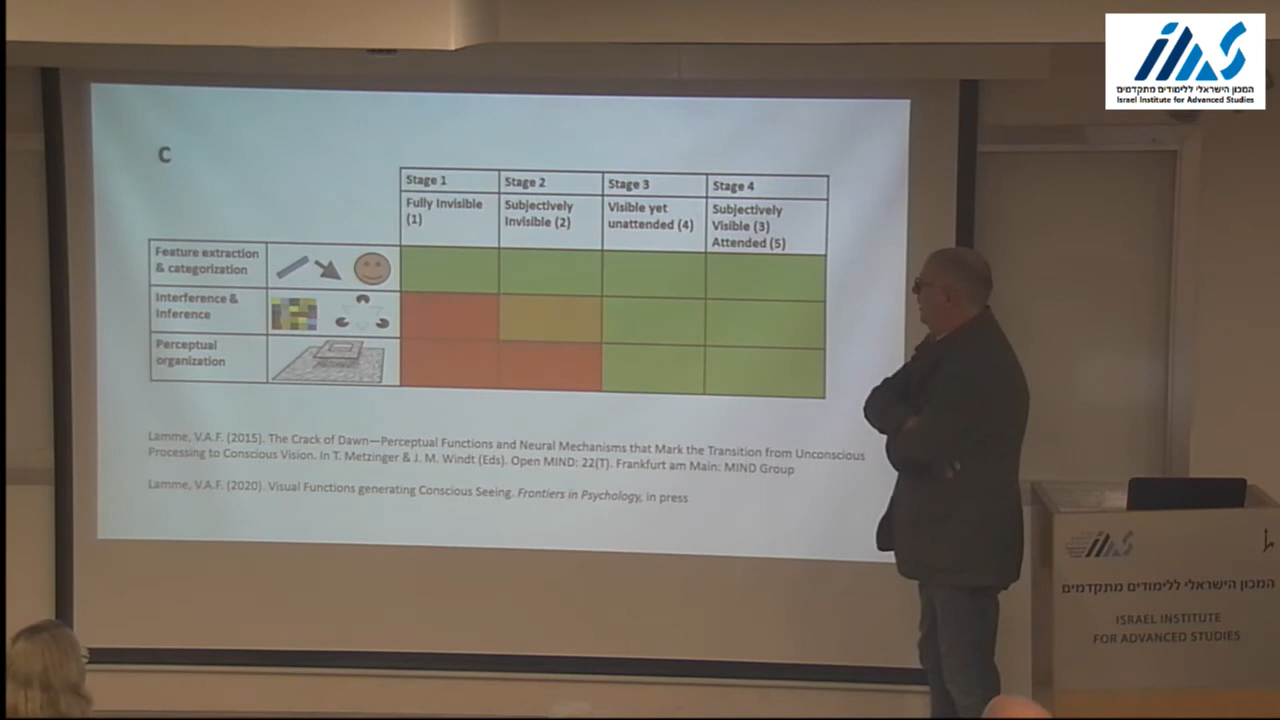 המכון הישראלי ללימודים מתקדמים
Israel Institute for Advanced Studies
C
Stage 1
Stage 2
Stage 3
Stage 4
Fully Invisible
(1)
Subjectively
Invisible (2)
Visible yet
unattended (4)
Subjectively
Visible (3)
Attended (5)
Feature extraction
& categorization
Interference &
Inference
Perceptual
organization
Lamme, V.A.F. (2015). The Crack of Dawn—Perceptual Functions and Neural Mechanisms that Mark the Transition from Unconscious
Processing to Conscious Vision. In T. Metzinger & J. M. Windt (Eds). Open MIND: 22(T). Frankfurt am Main: MIND Group
Lamme, V.A.F. (2020). Visual Functions generating Conscious Seeing. Frontiers in Psychology, in press
המכון הישראלי ללימודים מתקדמים
ISRAEL INSTITUTE
FOR ADVANCED STUDIES